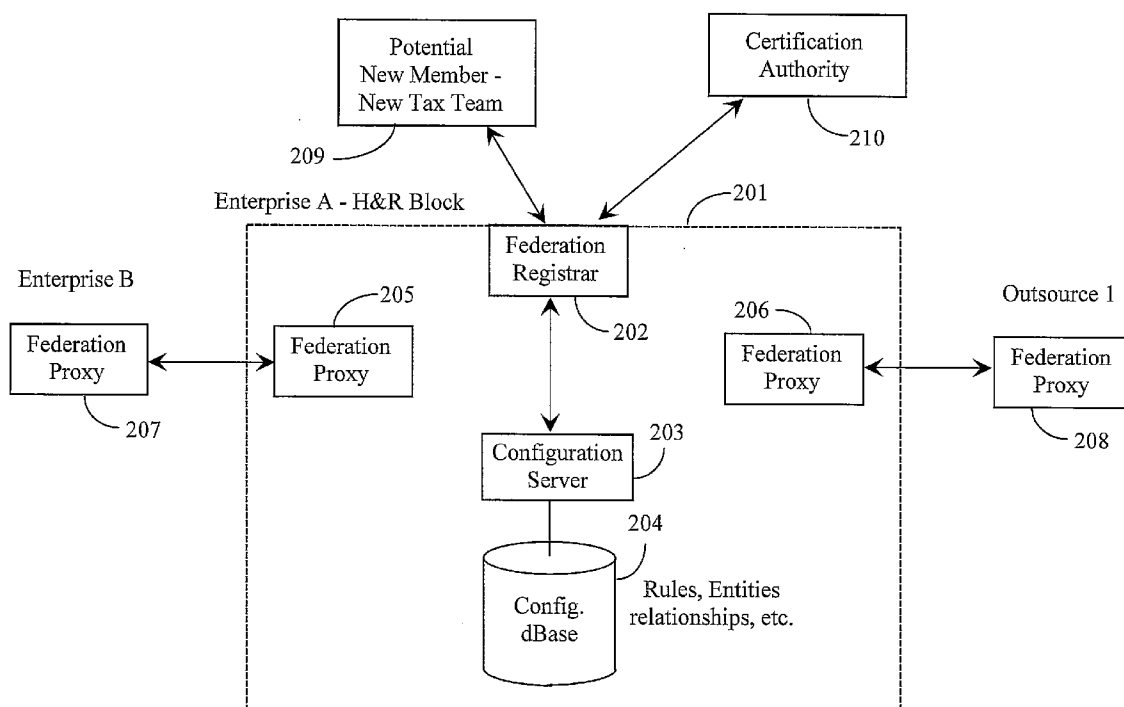 Potential
New Member -
New Tax Team
209
Certification
Authority
210
Enterprise A - H&R Block
201
Federation
Registrar
202
Enterprise B
Federation
Proxy
207
205
Federation
Proxy
206
Federation
Proxy
Outsource 1
Federation
Proxy
208
Configuration
Server
203
204
Config.
dBase
Rules, Entities
relationships, etc.